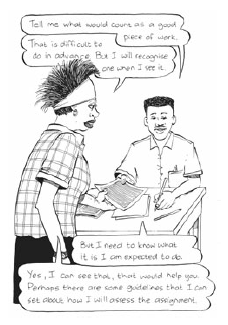 Tell me what would count as a good
piece of work.
That is difficult to
do in advance. But I will recognise
one when I see it.
But I need to know what
it is I am expected to do.
Yes, I can see that, that would help you.
Perhaps there are some guidelines that I can
set about how I will assess the assignment.